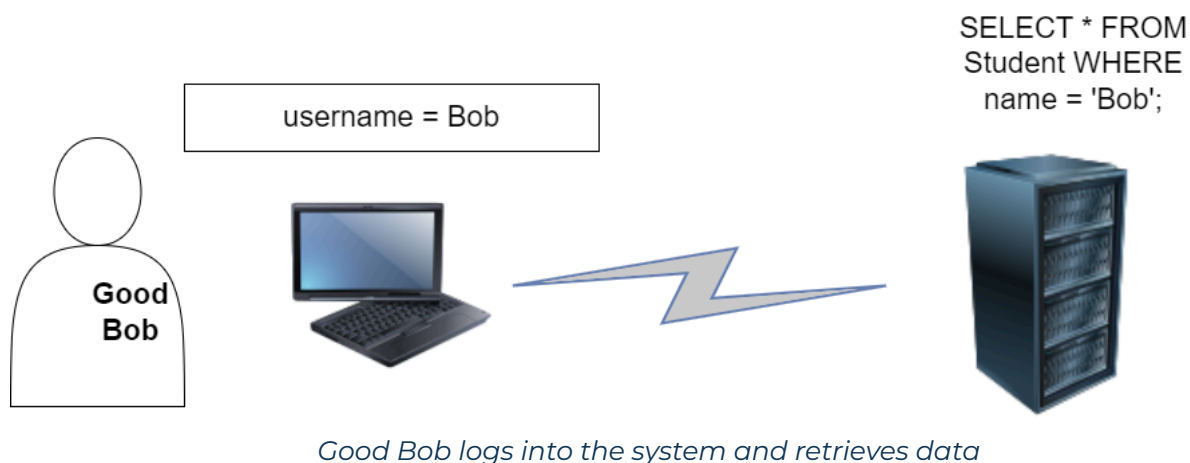 SELECT * FROM
Student WHERE
name = 'Bob';
username = Bob
Good
Bob
Good Bob logs into the system and retrieves data